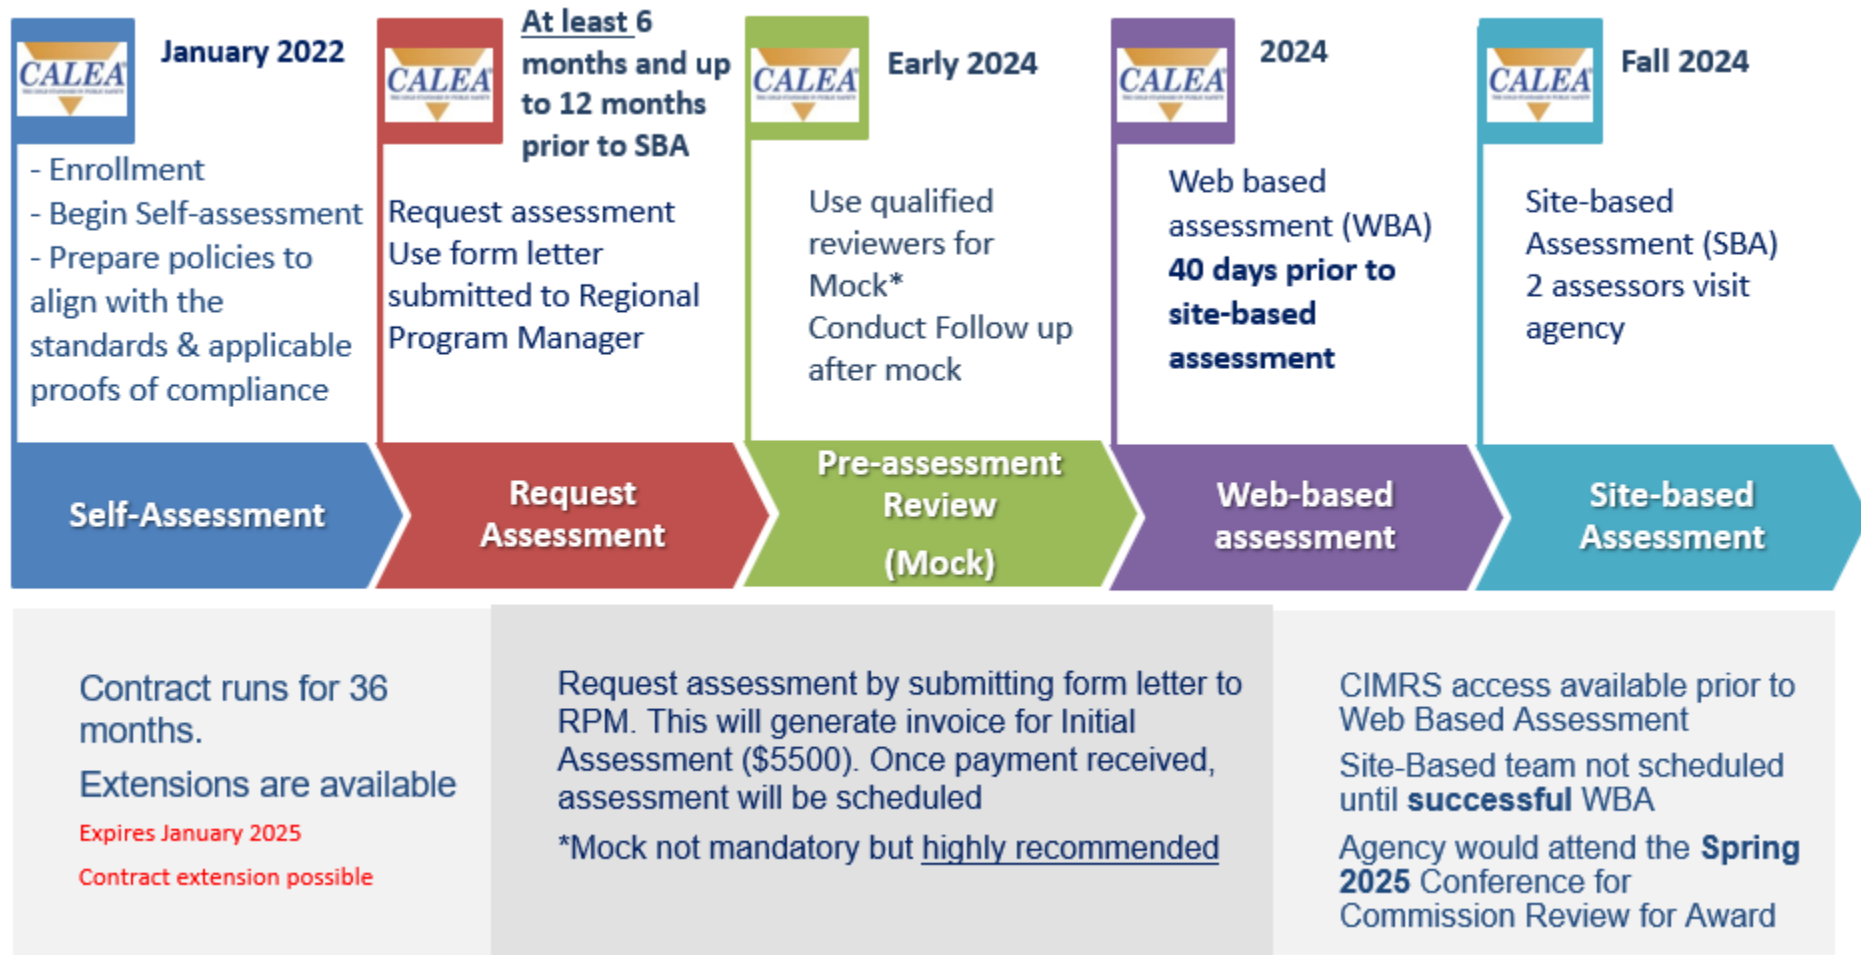 CALEA
January 2022
- Enrollment
- Begin Self-assessment
- Prepare policies to
align with the
standards & applicable
proofs of compliance
Self-Assessment
CALEA
At least 6
months and up
to 12 months
prior to SBA
Request assessment
Use form letter
submitted to Regional
Program Manager
Request
Assessment
CALEA
Early 2024
Use qualified
reviewers for
Mock*
Conduct Follow up
after mock
Pre-assessment
Review
(Mock)
CALEA
2024
Web based
assessment (WBA)
40 days prior to
site-based
assessment
Web-based
assessment
CALEA
Fall 2024
Site-based
Assessment (SBA)
2 assessors visit
agency
Site-based
Assessment
Contract runs for 36
months.
Extensions are available
Expires January 2025
Contract extension possible
Request assessment by submitting form letter to
RPM. This will generate invoice for Initial
Assessment ($5500). Once payment received,
assessment will be scheduled
*Mock not mandatory but highly recommended
CIMRS access available prior to
Web Based Assessment
Site-Based team not scheduled
until successful WBA
Agency would attend the Spring
2025 Conference for
Commission Review for Award